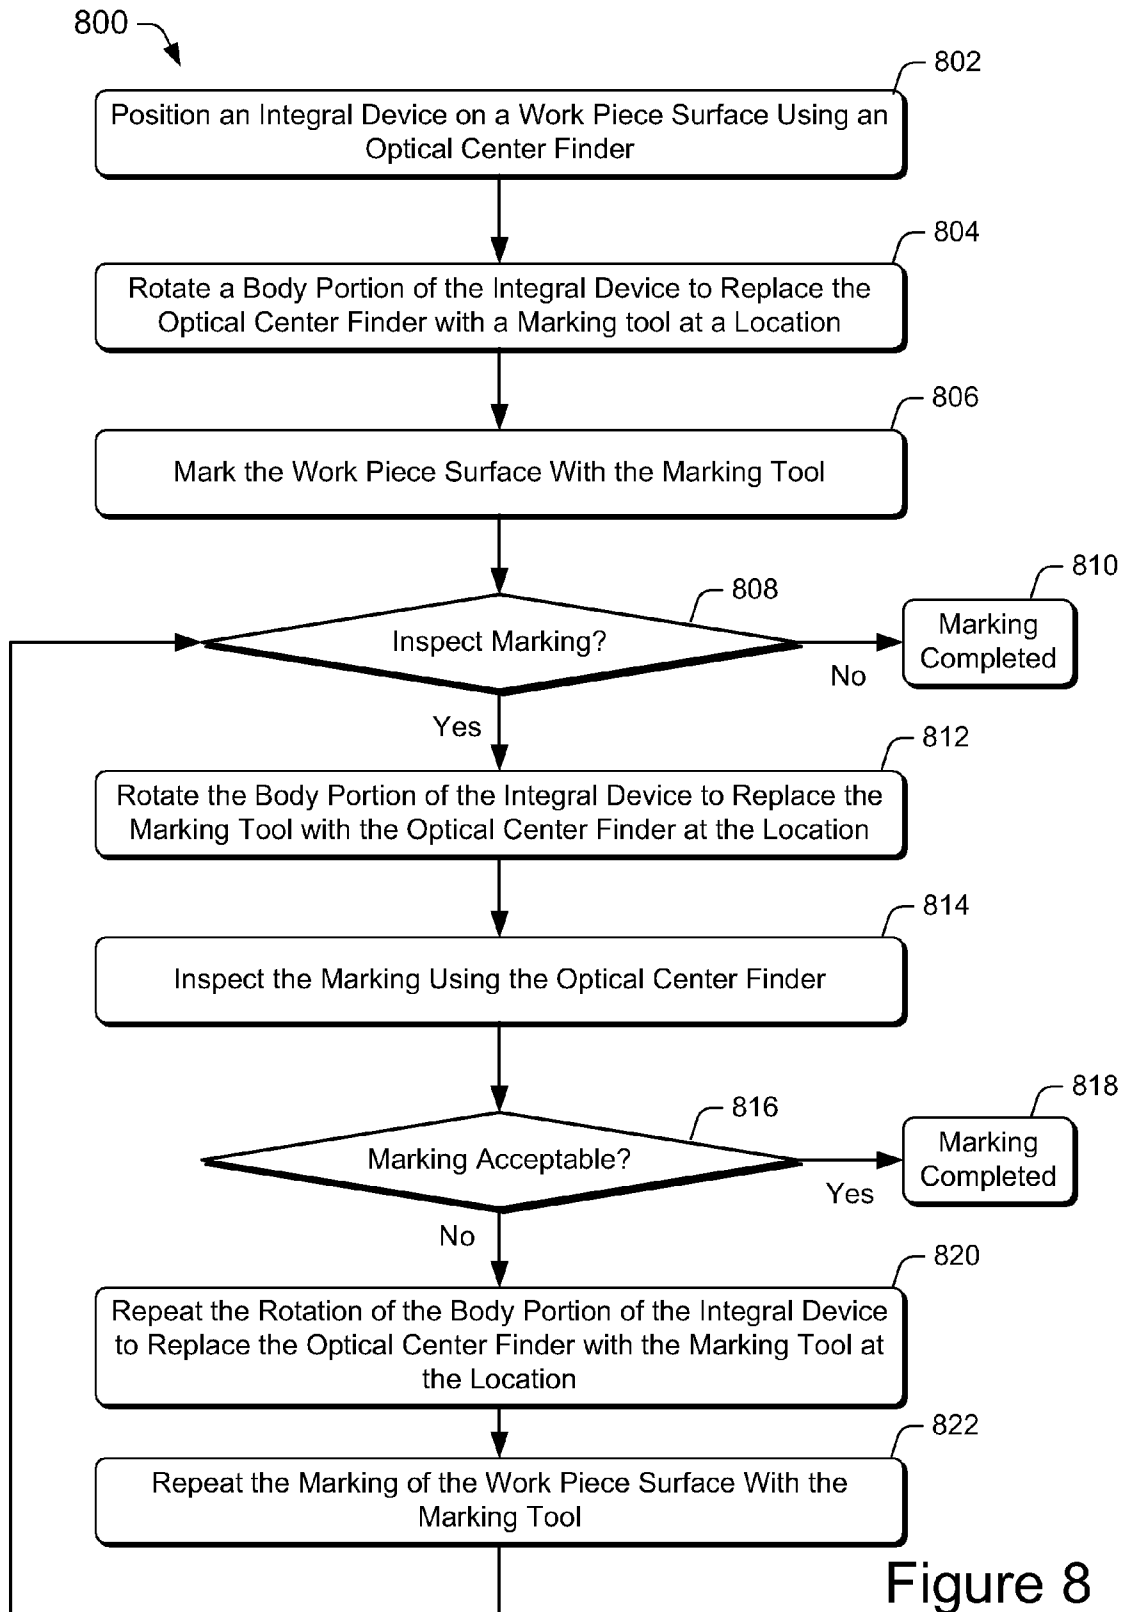 800
802
Position an Integral Device on a Work Piece Surface Using an
Optical Center Finder
804
Rotate a Body Portion of the Integral Device to Replace the
Optical Center Finder with a Marking tool at a Location
806
Mark the Work Piece Surface With the Marking Tool
808
Inspect Marking?
810
Marking
Completed
No
Yes
812
Rotate the Body Portion of the Integral Device to Replace the
Marking Tool with the Optical Center Finder at the Location
814
Inspect the Marking Using the Optical Center Finder
816
Marking Acceptable?
818
Marking
Completed
Yes
No
820
Repeat the Rotation of the Body Portion of the Integral Device
to Replace the Optical Center Finder with the Marking Tool at
the Location
822
Repeat the Marking of the Work Piece Surface With the
Marking Tool
Figure 8